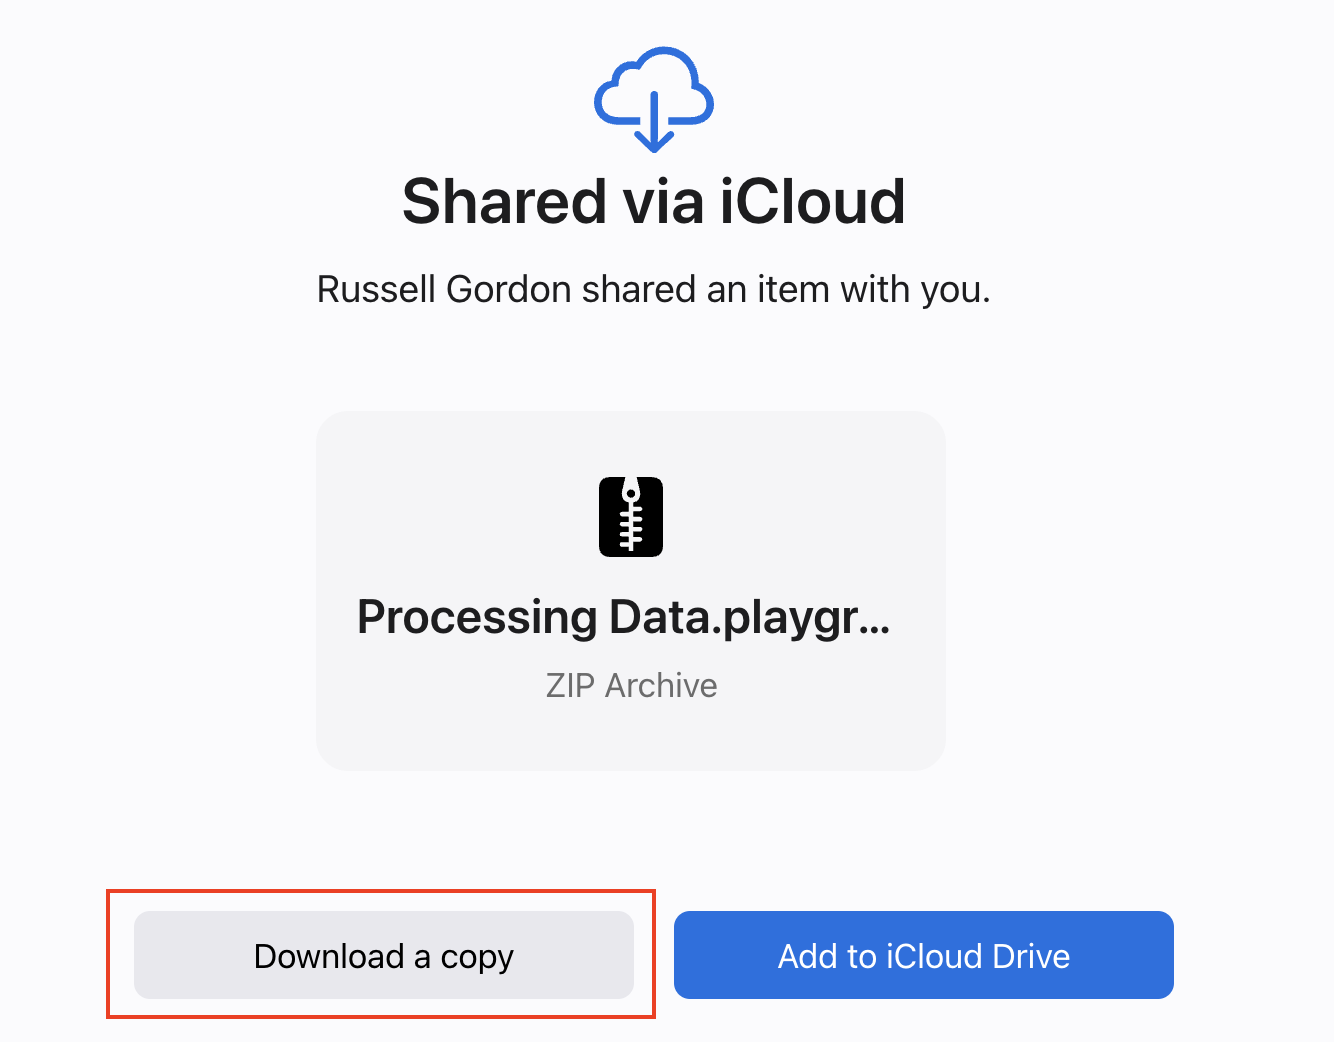 Shared via iCloud
Russell Gordon shared an item with you.
Processing Data.playgr...
ZIP Archive
Download a copy
Add to iCloud Drive